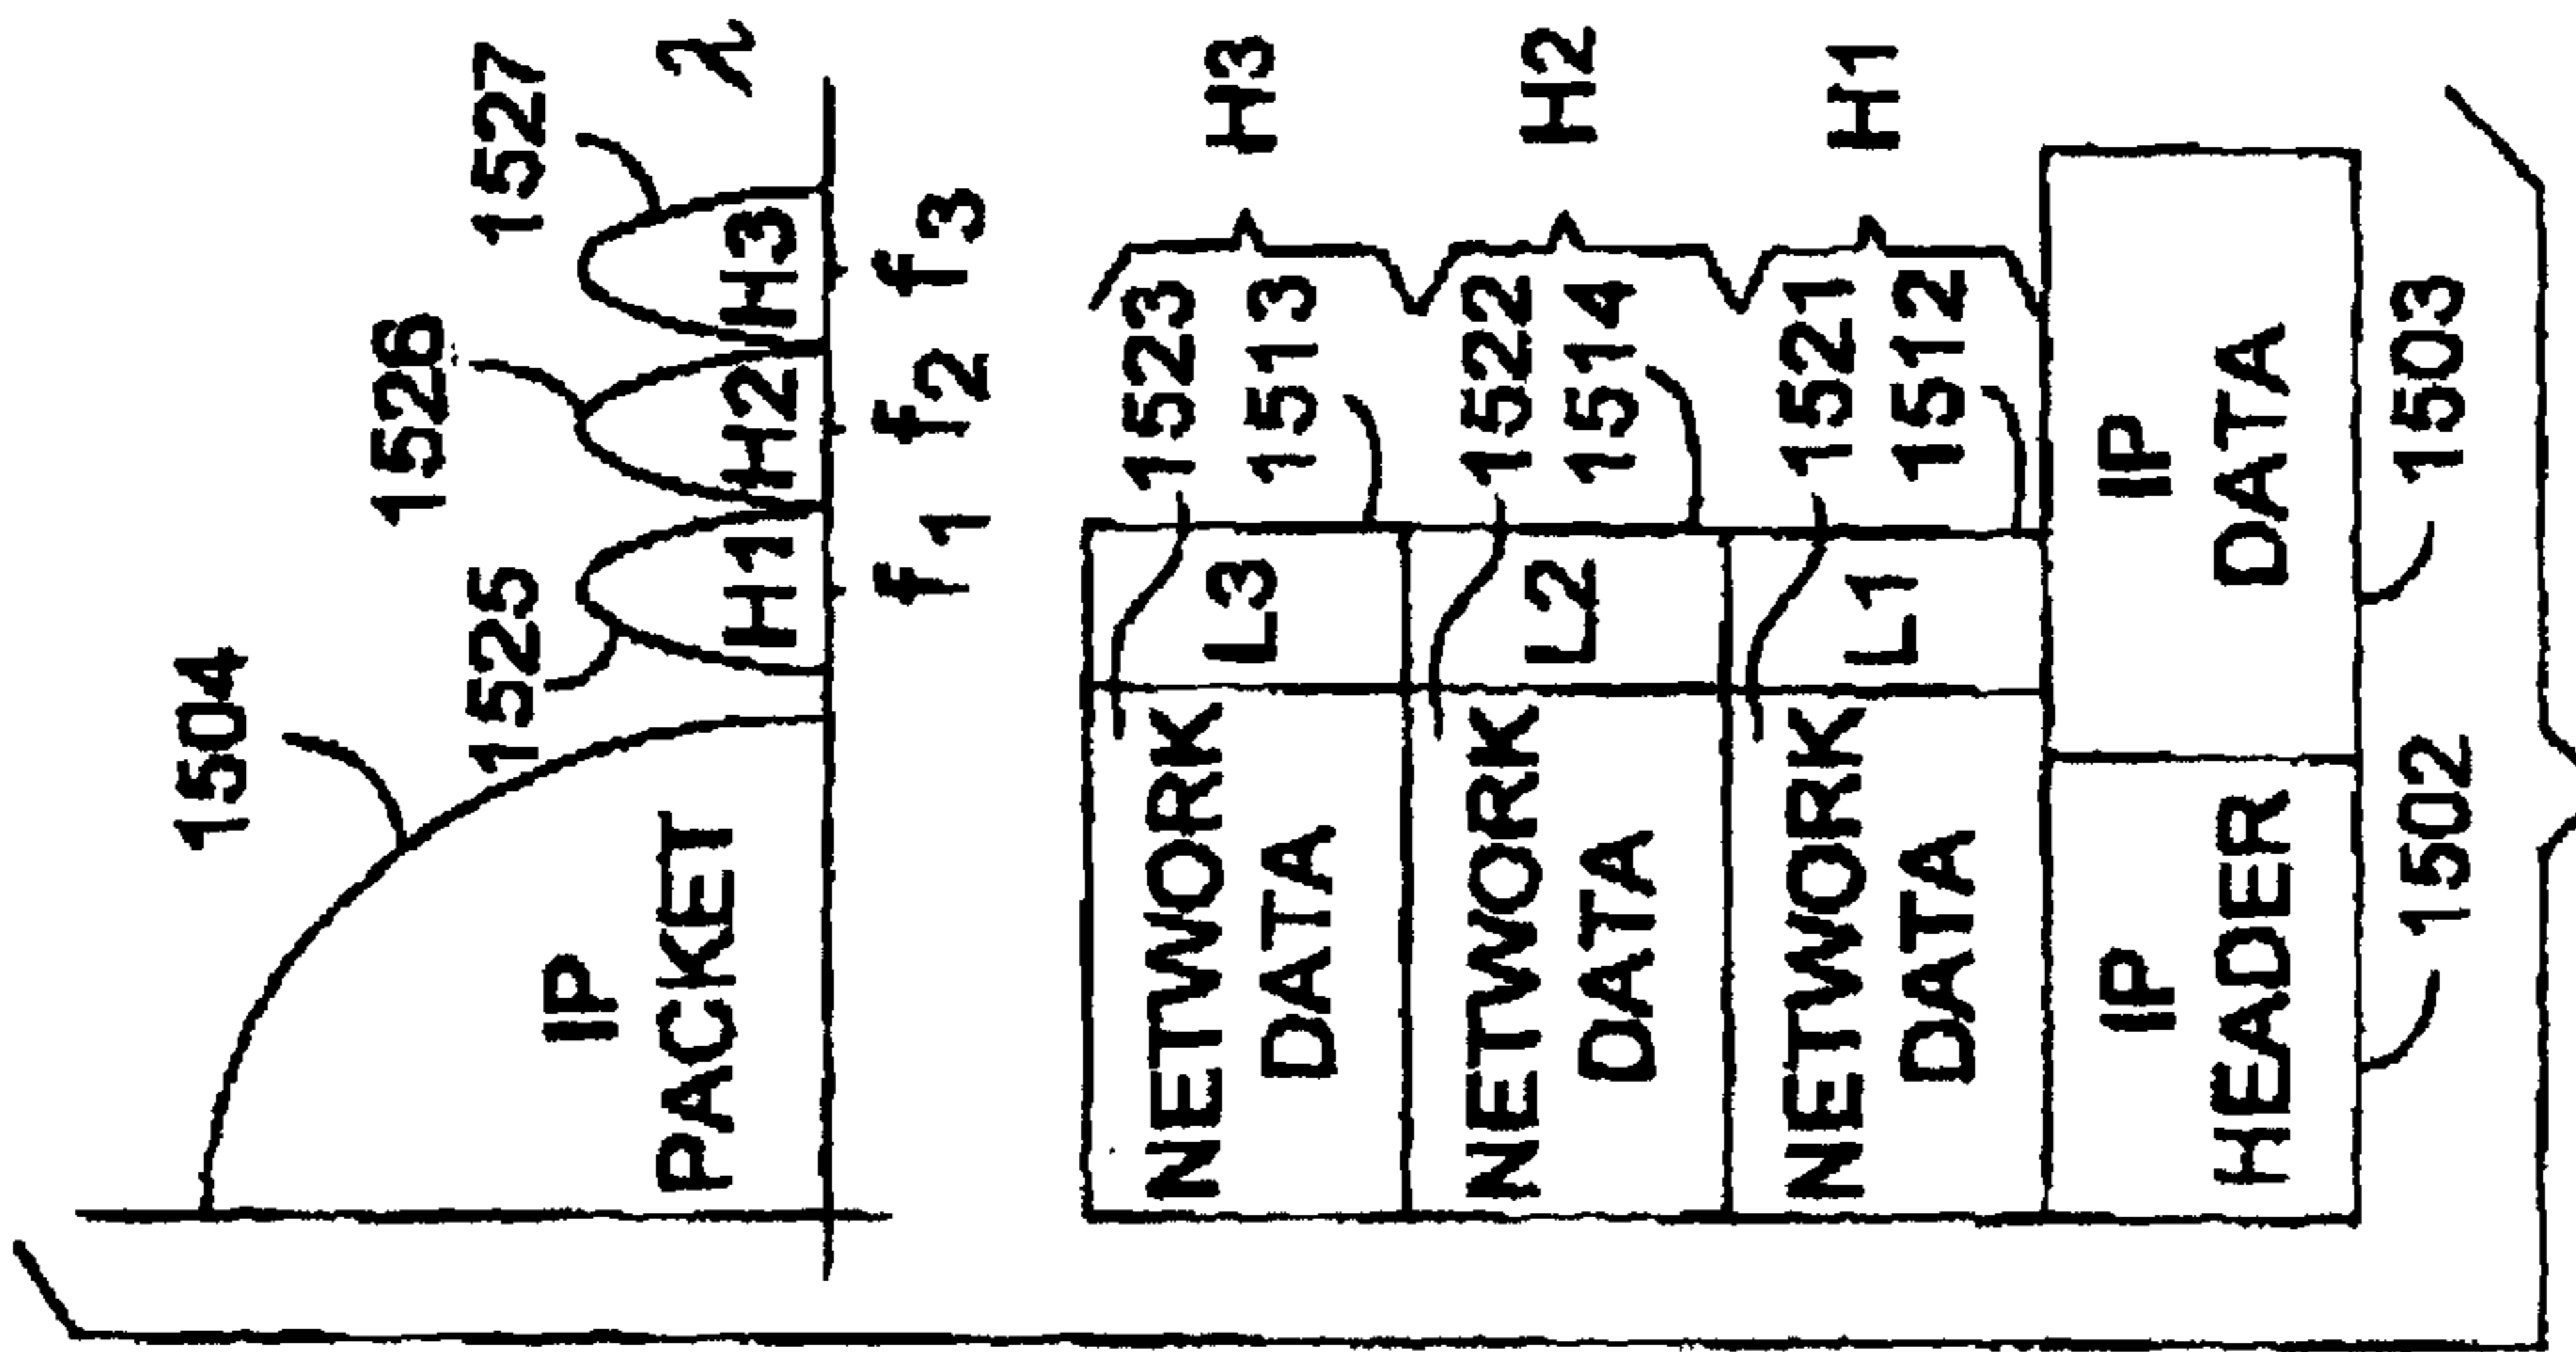 1504
1526
1525 1527
IP
PACKET
λ
H1 H2 H3
f1 f2 f3
NETWORK
DATA
L3
1523
1513
H3
NETWORK
DATA
L2
1522
1514
H2
NETWORK
DATA
L1
1521
1512
H1
IP
HEADER
IP
DATA
1502 1503